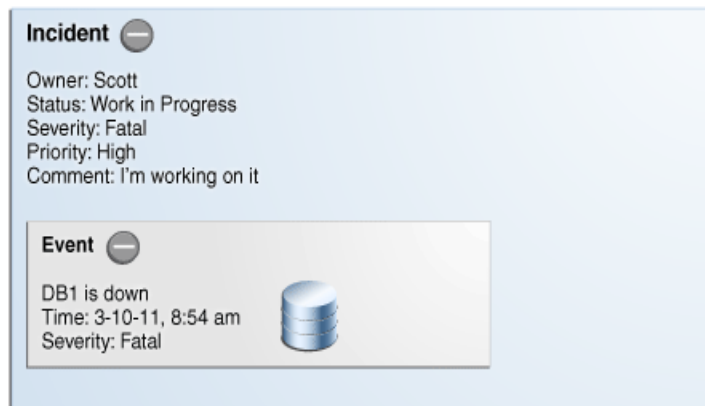 Incident
Owner: Scott
Status: Work in Progress
Severity: Fatal
Priority: High
Comment: I'm working on it
Event
DB1 is down
Time: 3-10-11, 8:54 am
Severity: Fatal